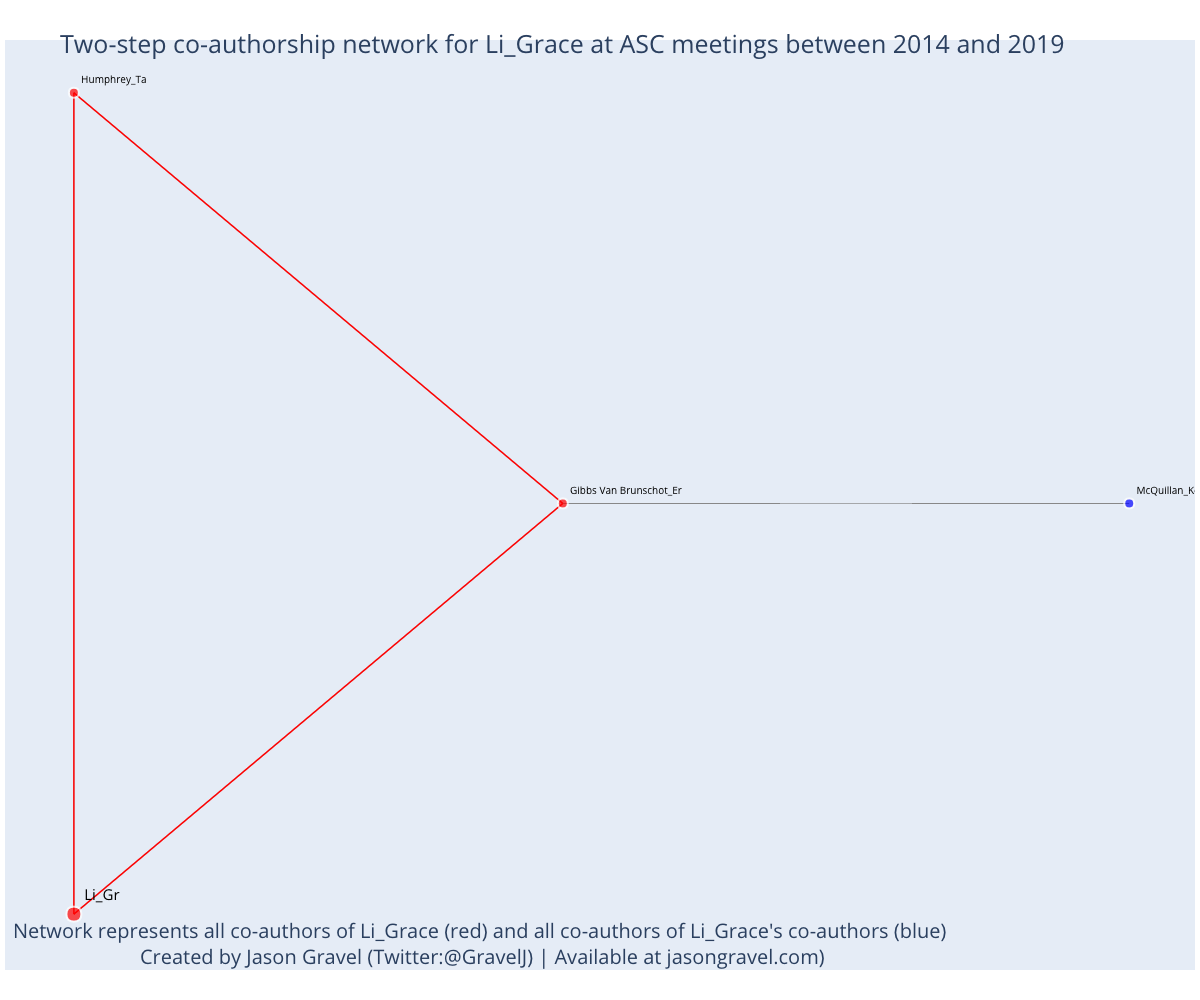 Two-step co-authorship network for Li_Grace at ASC meetings between 2014 and 2019
Humphrey_Ta
Gibbs Van Brunschot_Er
McQuillan_K
Li_Gr
Network represents all co-authors of Li_Grace (red) and all co-authors of Li_Grace's co-authors (blue)
Created by Jason Gravel (Twitter:@GravelJ) | Available at jasongravel.com)